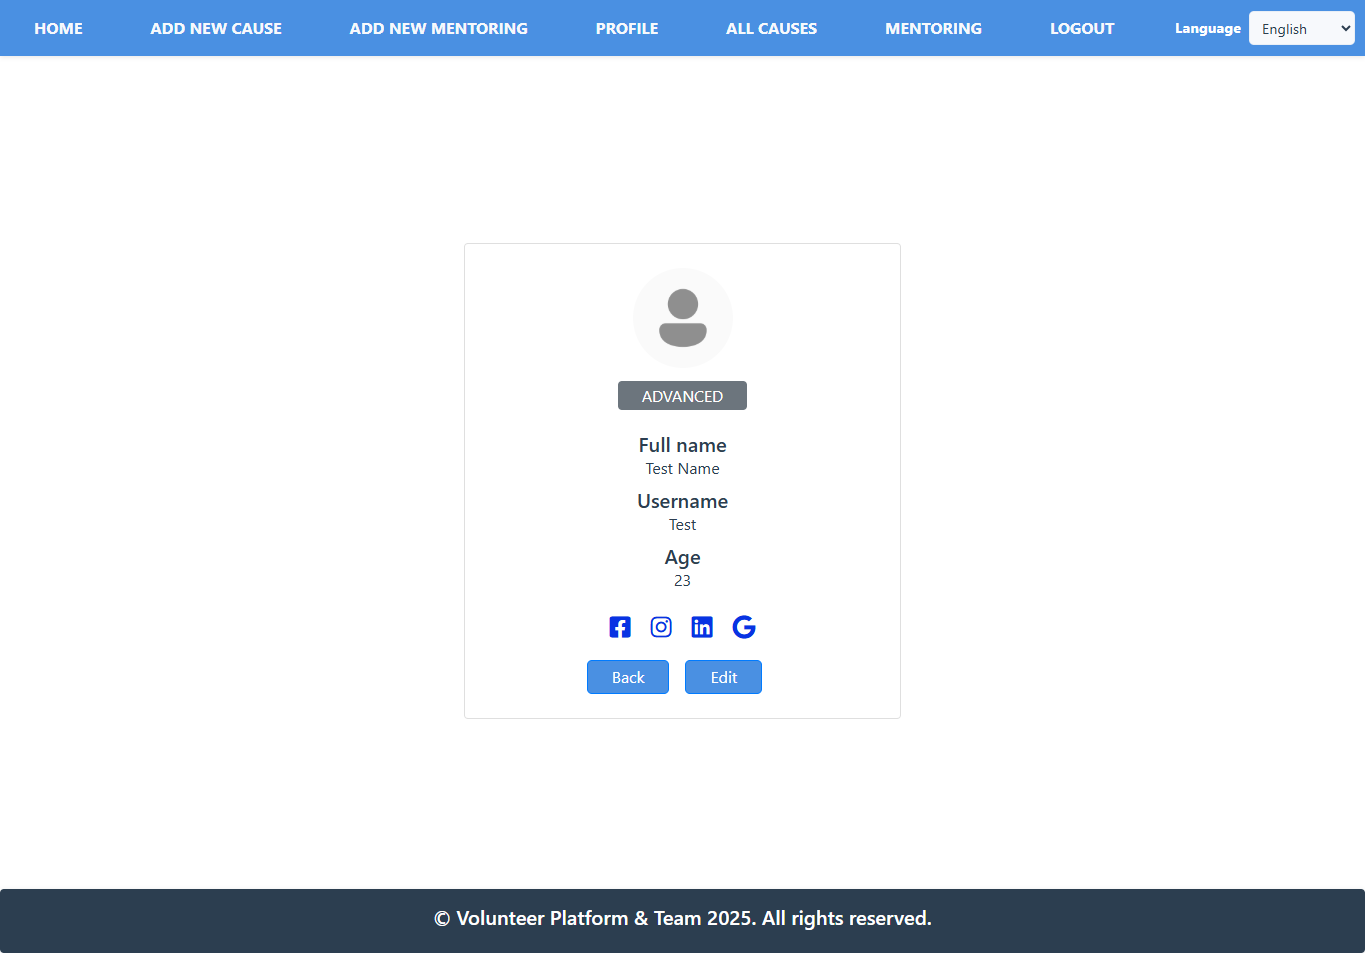 HOME ADD NEW CAUSE ADD NEW MENTORING PROFILE ALL CAUSES MENTORING LOGOUT Language English
ADVANCED
Full name
Test Name
Username
Test
Age
23
Back Edit
© Volunteer Platform & Team 2025. All rights reserved.